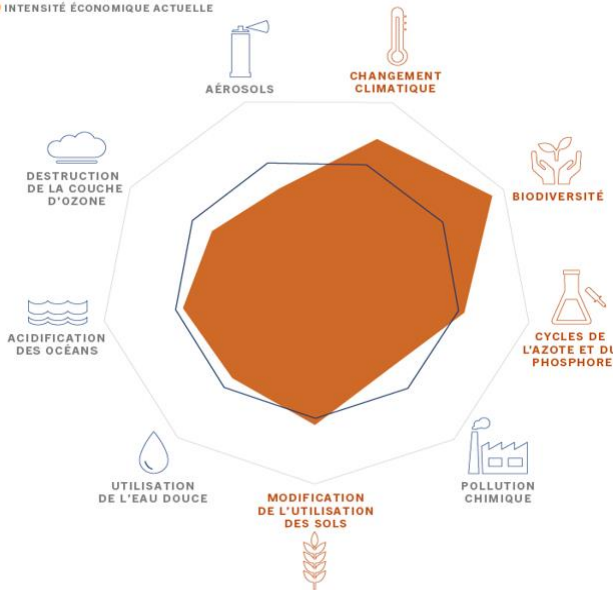 INTENSITÉ ÉCONOMIQUE ACTUELLE
AÉROSOLS
CHANGEMENT
CLIMATIQUE
DESTRUCTION
DE LA COUCHE
D'OZONE
BIODIVERSITÉ
ACIDIFICATION
DES OCÉANS
CYCLES DE
L'AZOTE ET DU
PHOSPHORE
UTILISATION
DE L'EAU DOUCE
MODIFICATION
DE L'UTILISATION
DES SOLS
POLLUTION
CHIMIQUE